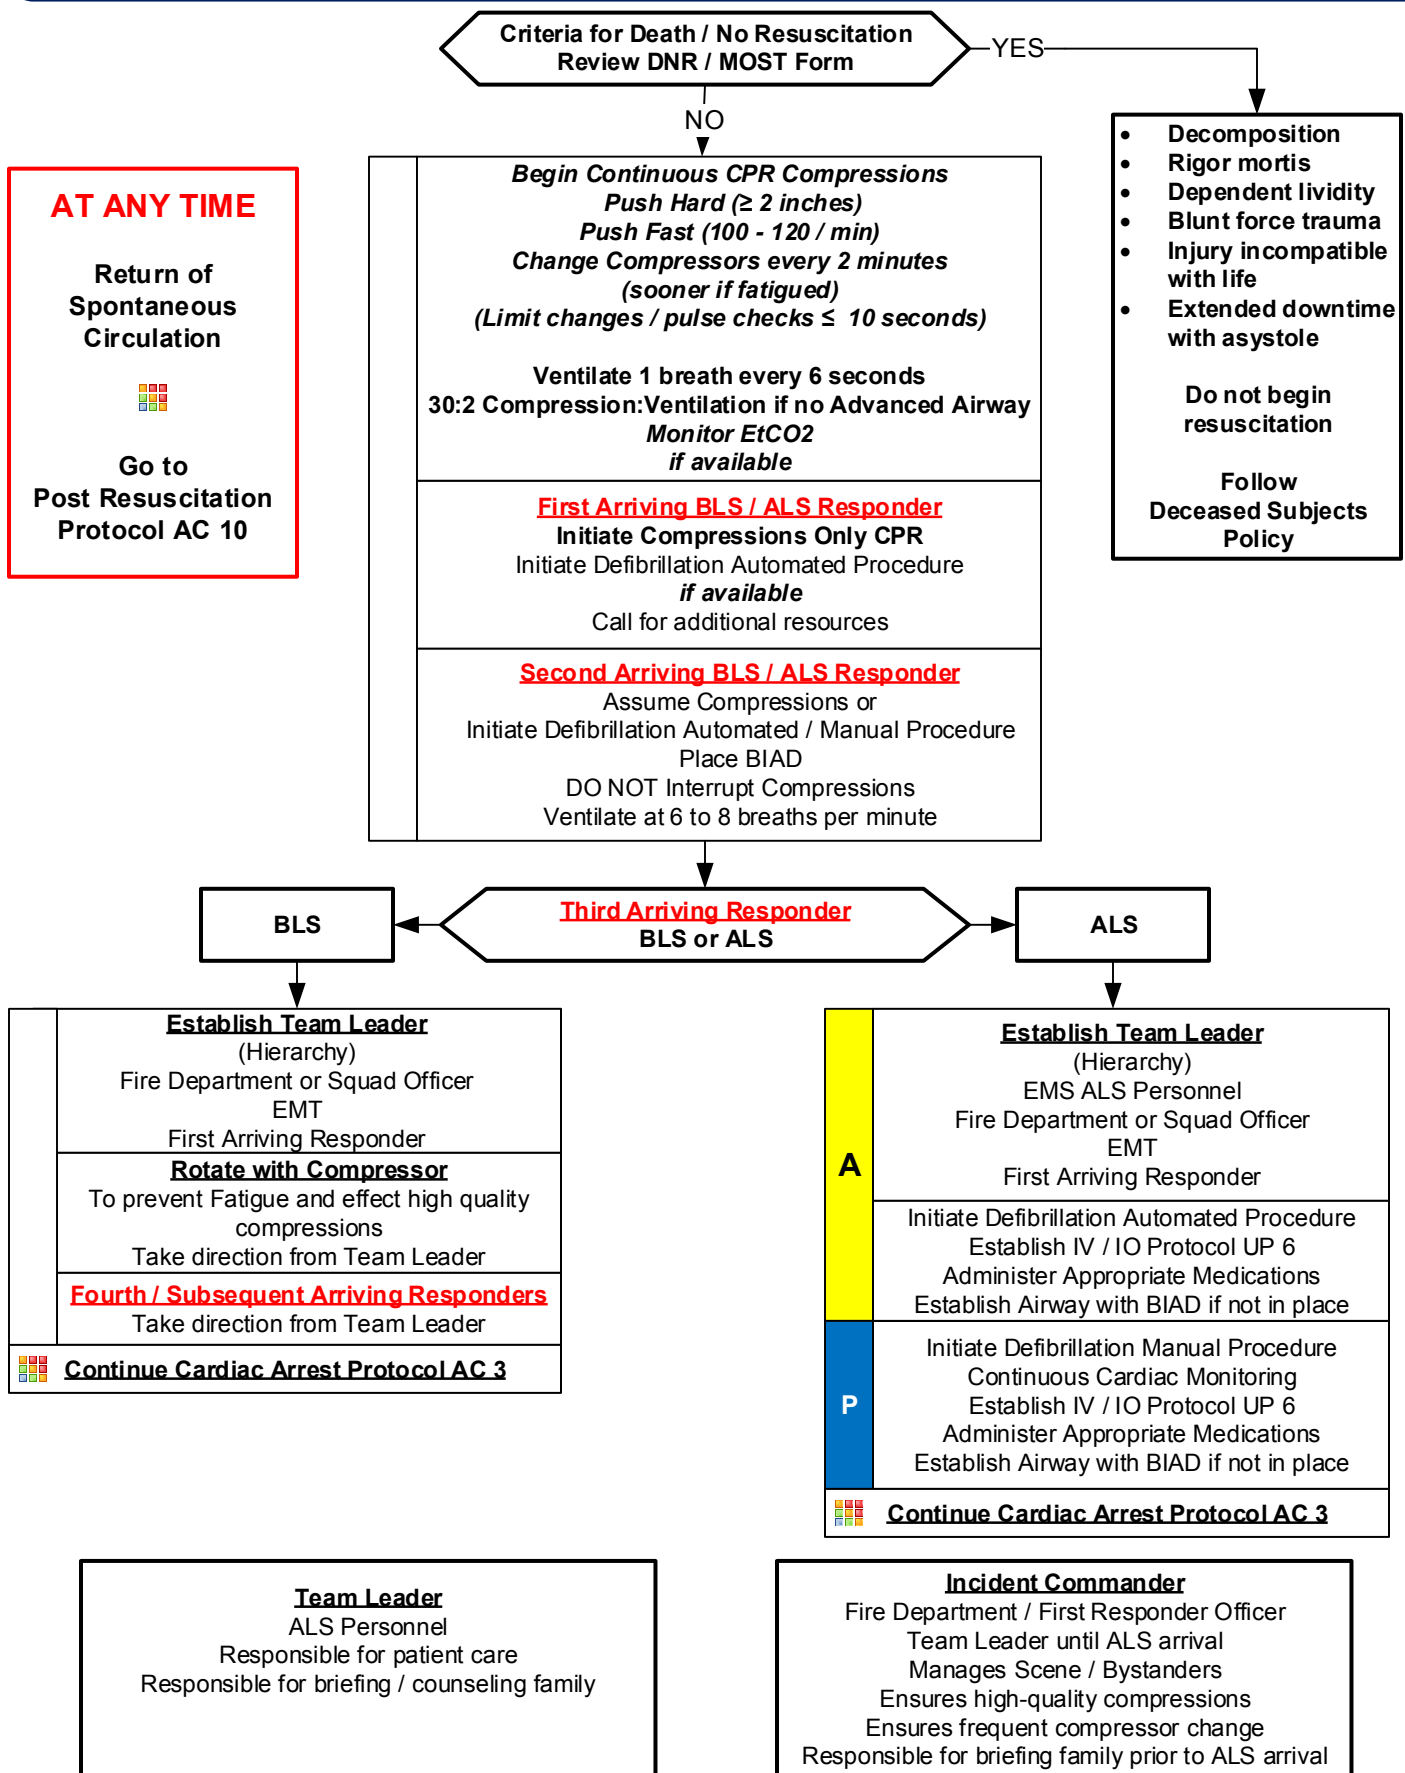 Criteria for Death / No Resuscitation
Review DNR / MOST Form
YES
NO
• Decomposition
• Rigor mortis
• Dependent lividity
• Blunt force trauma
• Injury incompatible
with life
• Extended downtime
with asystole
Do not begin
resuscitation
Follow
Deceased Subjects
Policy
AT ANY TIME
Return of
Spontaneous
Circulation
Go to
Post Resuscitation
Protocol AC 10
Begin Continuous CPR Compressions
Push Hard (≥ 2 inches)
Push Fast (100 - 120 / min)
Change Compressors every 2 minutes
(sooner if fatigued)
(Limit changes / pulse checks ≤ 10 seconds)
Ventilate 1 breath every 6 seconds
30:2 Compression:Ventilation if no Advanced Airway
Monitor EtCO2
if available
First Arriving BLS / ALS Responder
Initiate Compressions Only CPR
Initiate Defibrillation Automated Procedure
if available
Call for additional resources
Second Arriving BLS / ALS Responder
Assume Compressions or
Initiate Defibrillation Automated / Manual Procedure
Place BIAD
DO NOT Interrupt Compressions
Ventilate at 6 to 8 breaths per minute
Third Arriving Responder
BLS or ALS
BLS
ALS
Establish Team Leader
(Hierarchy)
Fire Department or Squad Officer
EMT
First Arriving Responder
Rotate with Compressor
To prevent Fatigue and effect high quality
compressions
Take direction from Team Leader
Fourth / Subsequent Arriving Responders
Take direction from Team Leader
Continue Cardiac Arrest Protocol AC 3
A
Establish Team Leader
(Hierarchy)
EMS ALS Personnel
Fire Department or Squad Officer
EMT
First Arriving Responder
Initiate Defibrillation Automated Procedure
Establish IV / IO Protocol UP 6
Administer Appropriate Medications
Establish Airway with BIAD if not in place
P
Initiate Defibrillation Manual Procedure
Continuous Cardiac Monitoring
Establish IV / IO Protocol UP 6
Administer Appropriate Medications
Establish Airway with BIAD if not in place
Continue Cardiac Arrest Protocol AC 3
Team Leader
ALS Personnel
Responsible for patient care
Responsible for briefing / counseling family
Incident Commander
Fire Department / First Responder Officer
Team Leader until ALS arrival
Manages Scene / Bystanders
Ensures high-quality compressions
Ensures frequent compressor change
Responsible for briefing family prior to ALS arrival